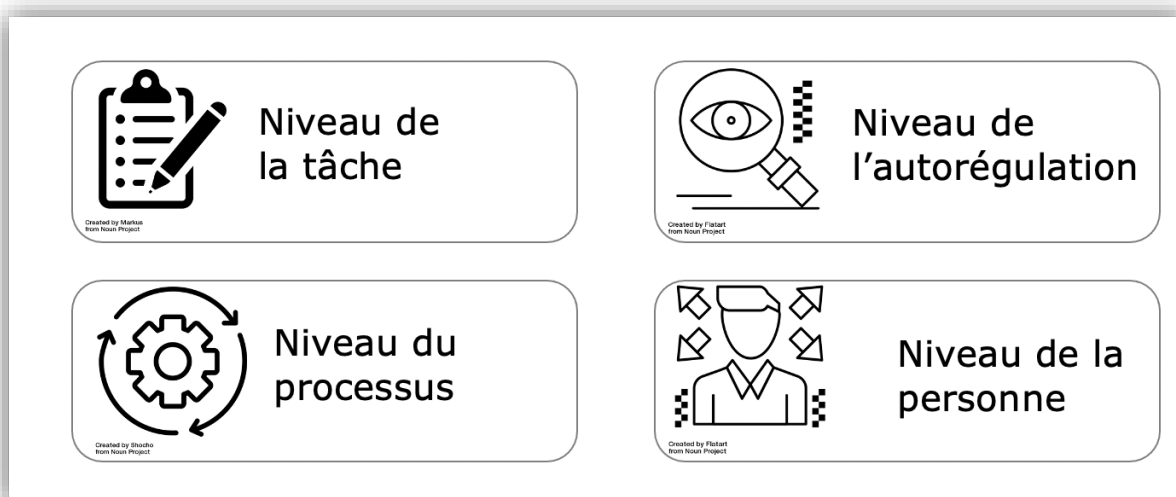 Niveau de
la tâche
Created by Markus
from Noun Project
Niveau de
l’autorégulation
Created by Flatart
from Noun Project
Niveau du
processus
Created by Shocho
from Noun Project
Niveau de la
personne
Created by Flatart
from Noun Project